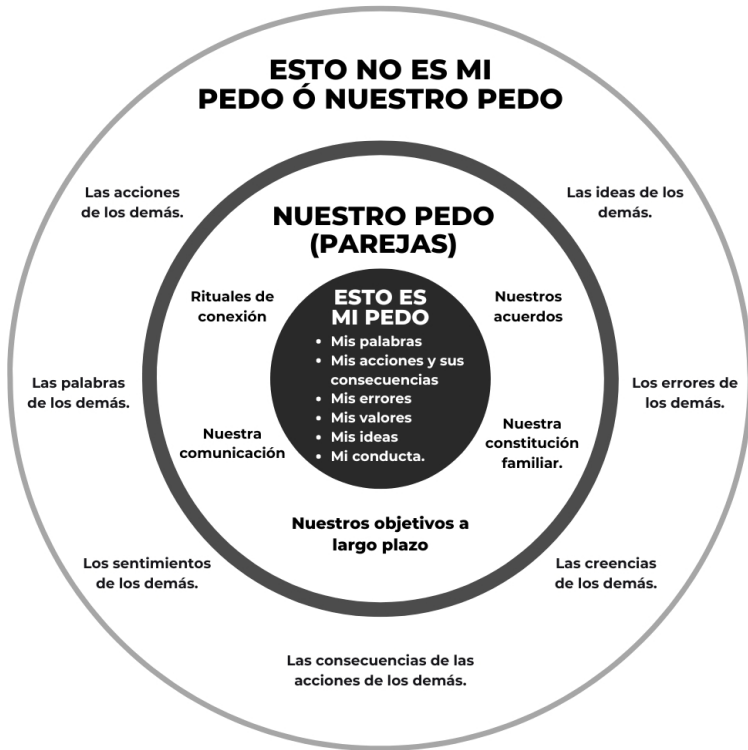 ESTO NO ES MI
PEDO Ó NUESTRO PEDO
Las acciones
de los demás.
Las ideas de los
demás.
NUESTRO PEDO
(PAREJAS)
Rituales de
conexión
ESTO ES
MI PEDO
Nuestros
acuerdos
• Mis palabras
• Mis acciones y sus
consecuencias
• Mis errores
• Mis valores
• Mis ideas
• Mi conducta.
Las palabras
de los demás.
Los errores de
los demás.
Nuestra
comunicación
Nuestra
constitución
familiar.
Nuestros objetivos a
largo plazo
Los sentimientos
de los demás.
Las creencias
de los demás.
Las consecuencias de las
acciones de los demás.